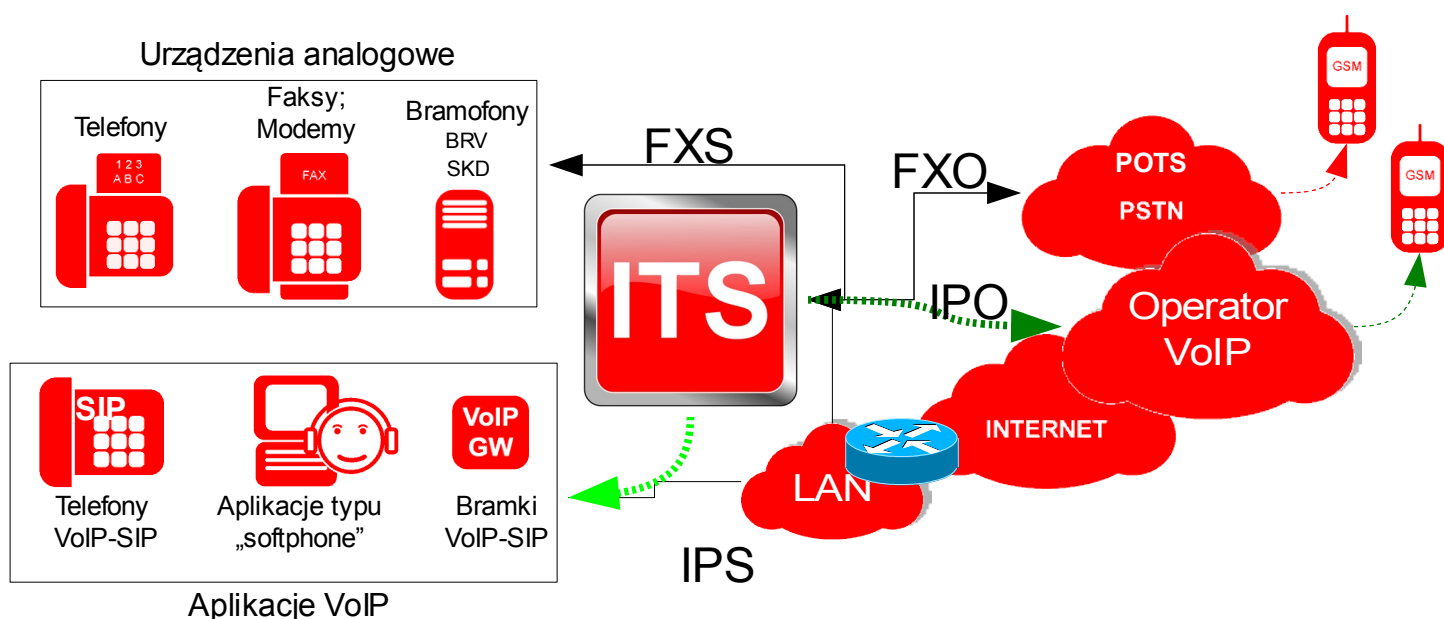 Urządzenia analogowe
Telefony
1 2 3
A B C
Faksy;
Modemy
FAX
Bramofony
BRV
SKD
FXS
FXO
POTS
PSTN
GSM
GSM
ITS
IPO
Operator
VoIP
INTERNET
LAN
IPS
SIP
Telefony
VoIP-SIP
Aplikacje typu
„softphone”
VoIP
GW
Bramki
VoIP-SIP
Aplikacje VoIP